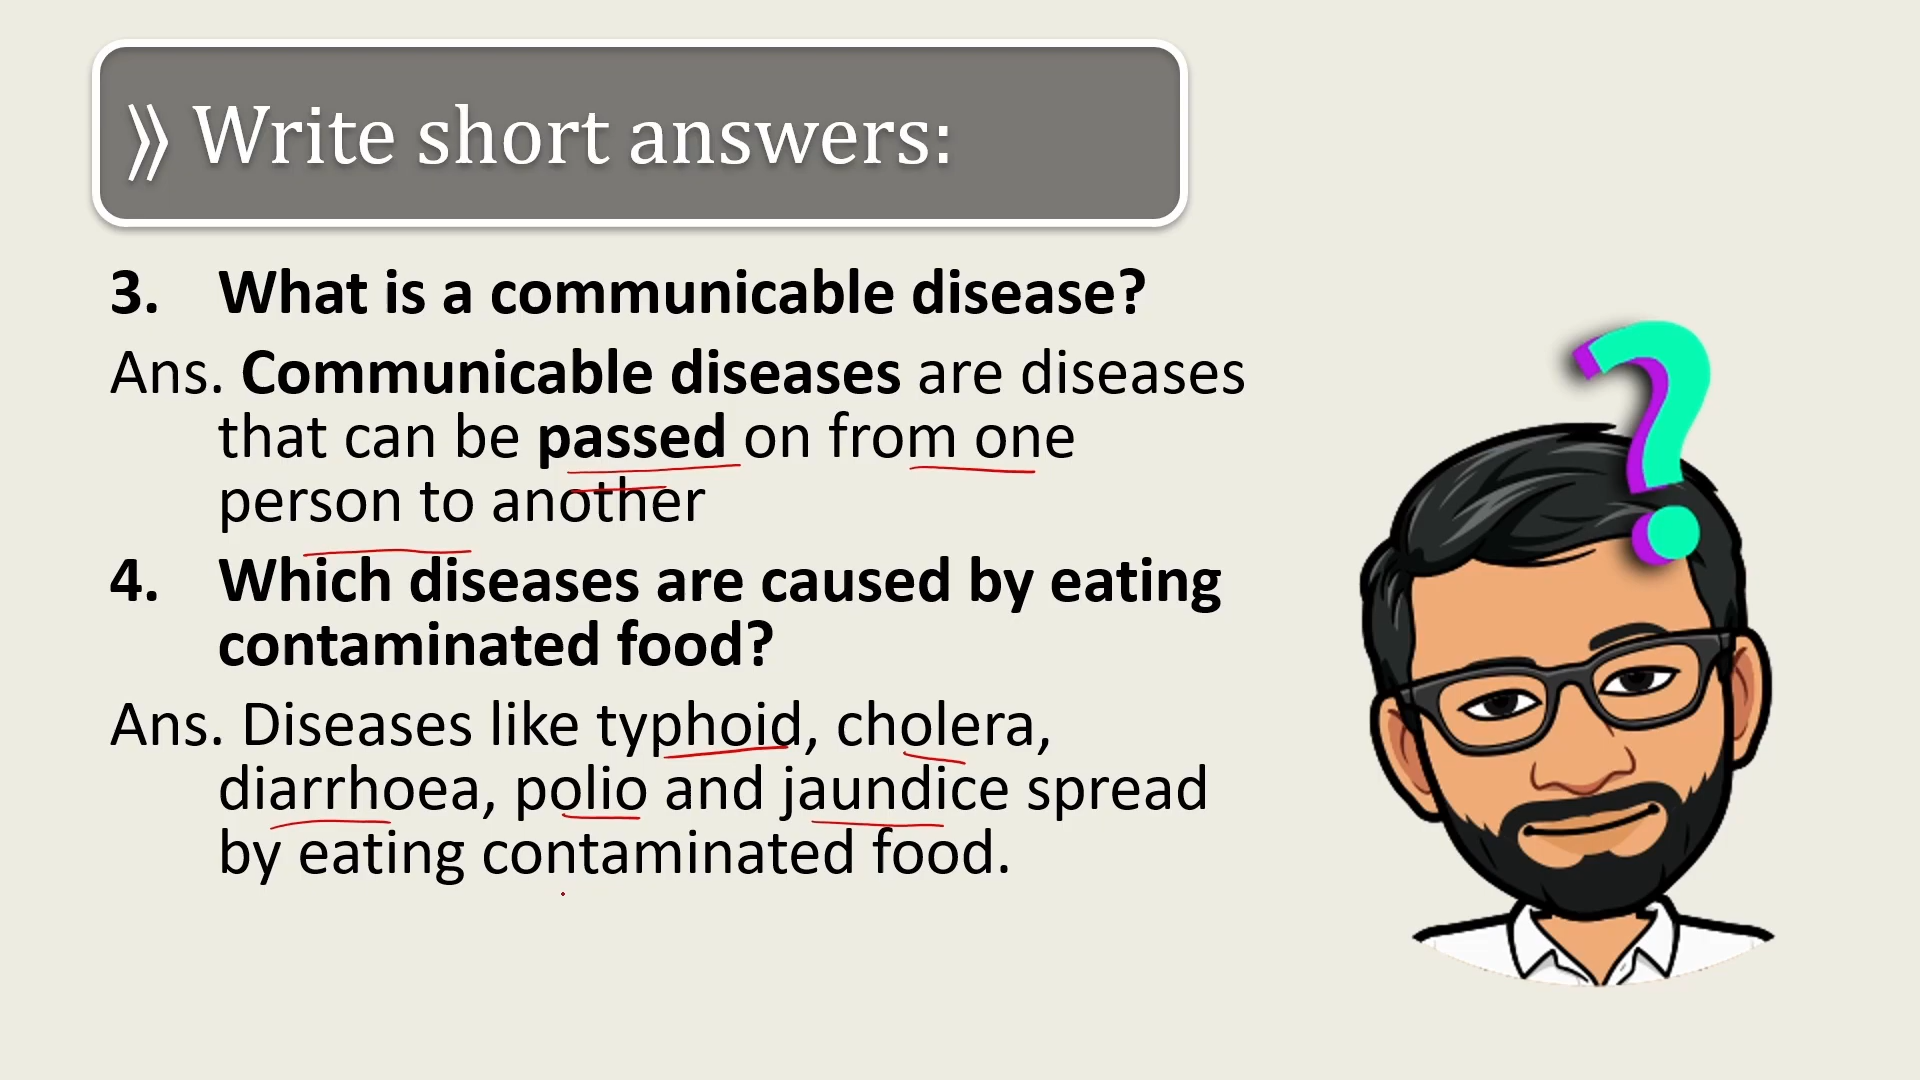 ⟫ Write short answers:
3. What is a communicable disease?
Ans. Communicable diseases are diseases
that can be passed on from one
person to another
4. Which diseases are caused by eating
contaminated food?
Ans. Diseases like typhoid, cholera,
diarrhoea, polio and jaundice spread
by eating contaminated food.
?